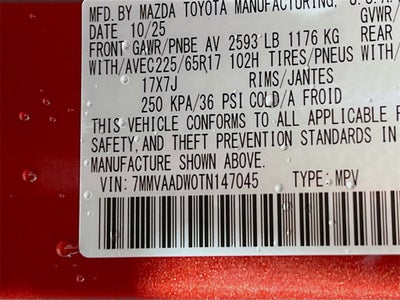 MFD. BY MAZDA TOYOTA MANUFACTURING,
DATE 10/25 GVWR/
FRONT GAWR/PNBE AV 2593 LB 1176 KG REAR
WITH/AVEC225/65R17 102H TIRES/PNEUS WITH/
17X7J RIMS/JANTES
250 KPA/36 PSI COLD/A FROID
THIS VEHICLE CONFORMS TO ALL APPLICABLE
SAFETY, AND THEFT PREVENTION STANDARDS IN
MANUFACTURE SHOWN ABOVE.
VIN: 7MMVAADW0TN147045 TYPE: MPV